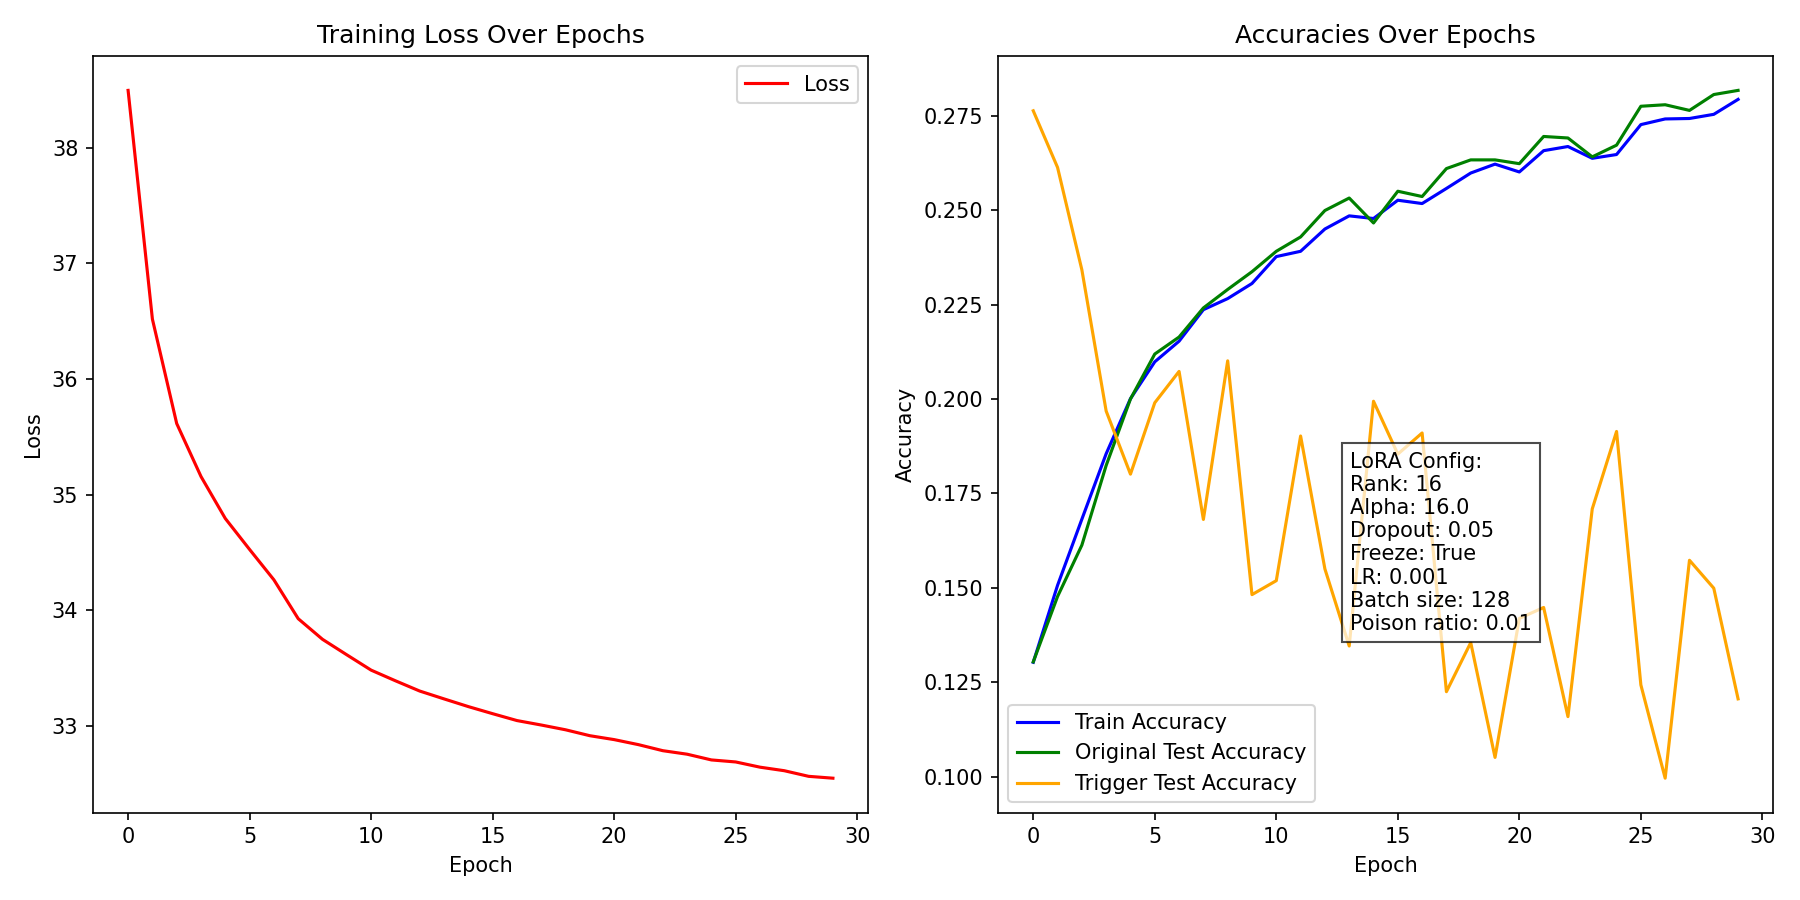 Training Loss Over Epochs
Loss
38
37
36
35
34
33
Loss
0 5 10 15 20 25 30
Epoch
Accuracies Over Epochs
0.275
0.250
0.225
0.200
0.175
0.150
0.125
0.100
Accuracy
LoRA Config:
Rank: 16
Alpha: 16.0
Dropout: 0.05
Freeze: True
LR: 0.001
Batch size: 128
Poison ratio: 0.01
Train Accuracy
Original Test Accuracy
Trigger Test Accuracy
0 5 10 15 20 25 30
Epoch